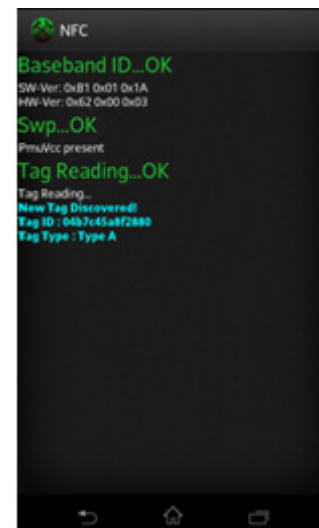 NFC
Baseband ID...OK
SW-Ver: 0xB1 0x01 0x1A
HW-Ver: 0x62 0x00 0x03
Swp...OK
PmuVcc present
Tag Reading...OK
Tag Reading...
New Tag Discovered!
Tag ID : 04b7c45a8f2880
Tag Type : Type A